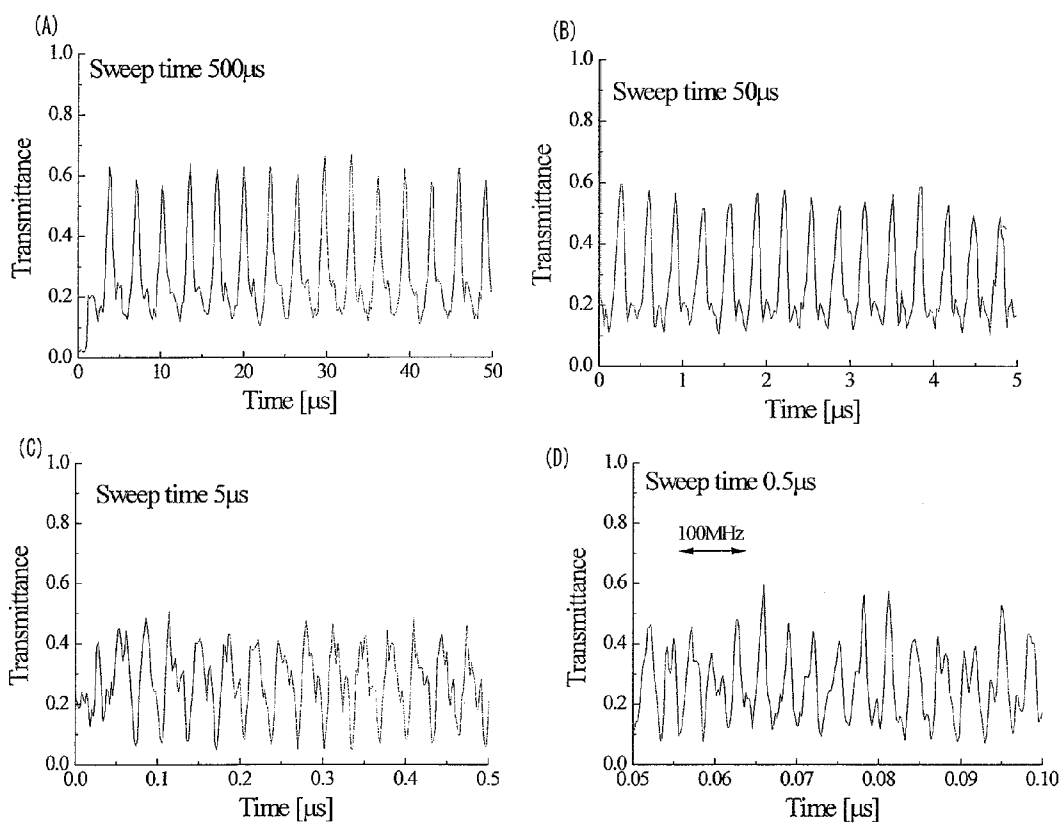 (A)
Sweep time 500μs
Transmittance
1.0
0.8
0.6
0.4
0.2
0.0
0 10 20 30 40 50
Time [μs]
(B)
Sweep time 50μs
Transmittance
1.0
0.8
0.6
0.4
0.2
0.0
0 1 2 3 4 5
Time [μs]
(C)
Sweep time 5μs
Transmittance
1.0
0.8
0.6
0.4
0.2
0.0
0.0 0.1 0.2 0.3 0.4 0.5
Time [μs]
(D)
Sweep time 0.5μs
100MHz
Transmittance
1.0
0.8
0.6
0.4
0.2
0.0
0.05 0.06 0.07 0.08 0.09 0.10
Time [μs]